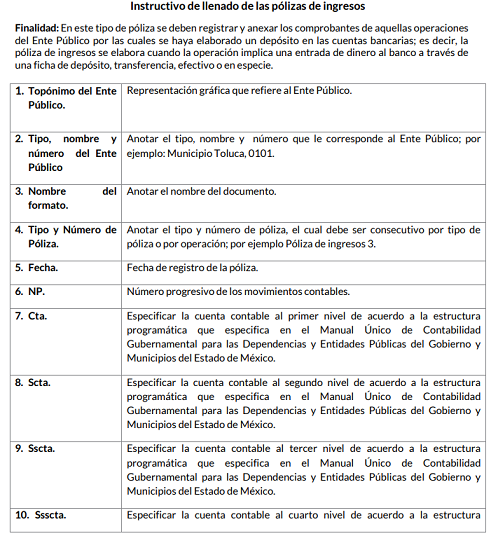 Instructivo de llenado de las pólizas de ingresos
Finalidad: En este tipo de póliza se deben registrar y anexar los comprobantes de aquellas operaciones
del Ente Público por las cuales se haya elaborado un depósito en las cuentas bancarias; es decir, la
póliza de ingresos se elabora cuando la operación implica una entrada de dinero al banco a través de
una ficha de depósito, transferencia, efectivo o en especie.
1. Topónimo del Ente Público.
Representación gráfica que refiere al Ente Público.
2. Tipo, nombre y número del Ente Público
Anotar el tipo, nombre y número que le corresponde al Ente Público; por
ejemplo: Municipio Toluca, 0101.
3. Nombre del formato.
Anotar el nombre del documento.
4. Tipo y Número de Póliza.
Anotar el tipo y número de póliza, el cual debe ser consecutivo por tipo de
póliza o por operación; por ejemplo Póliza de ingresos 3.
5. Fecha.
Fecha de registro de la póliza.
6. NP.
Número progresivo de los movimientos contables.
7. Cta.
Especificar la cuenta contable al primer nivel de acuerdo a la estructura
programática que especifica en el Manual Único de Contabilidad
Gubernamental para las Dependencias y Entidades Públicas del Gobierno y
Municipios del Estado de México.
8. Scta.
Especificar la cuenta contable al segundo nivel de acuerdo a la estructura
programática que especifica en el Manual Único de Contabilidad
Gubernamental para las Dependencias y Entidades Públicas del Gobierno y
Municipios del Estado de México.
9. Sscta.
Especificar la cuenta contable al tercer nivel de acuerdo a la estructura
programática que especifica en el Manual Único de Contabilidad
Gubernamental para las Dependencias y Entidades Públicas del Gobierno y
Municipios del Estado de México.
10. Ssscta.
Especificar la cuenta contable al cuarto nivel de acuerdo a la estructura